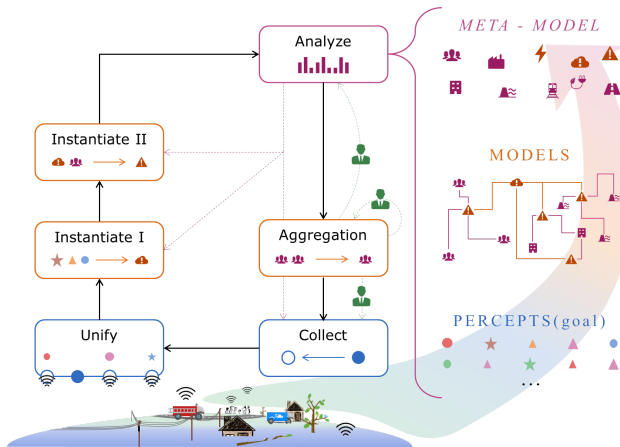 Analyze
META - MODEL
Instantiate II
MODELS
Instantiate I
Aggregation
Unify
Collect
PERCEPTS(goal)
...